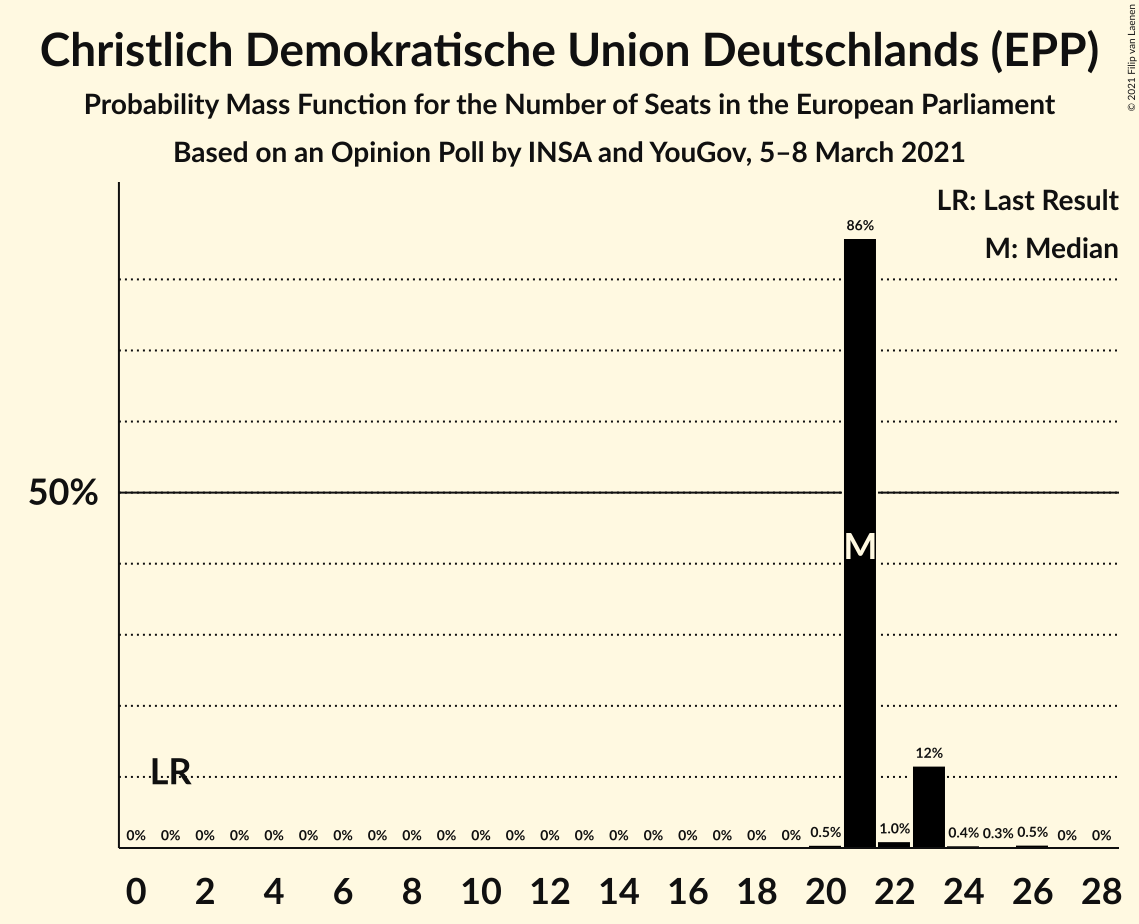 Christlich Demokratische Union Deutschlands (EPP)
Probability Mass Function for the Number of Seats in the European Parliament
Based on an Opinion Poll by INSA and YouGov, 5–8 March 2021
© 2021 Filip van Laenen
LR: Last Result
M: Median
86%
50%
M
12%
LR
0% 0% 0% 0% 0% 0% 0% 0% 0% 0% 0% 0% 0% 0% 0% 0% 0% 0% 0% 0% 0.5% 1.0% 0.4% 0.3% 0.5% 0% 0%
0 2 4 6 8 10 12 14 16 18 20 22 24 26 28